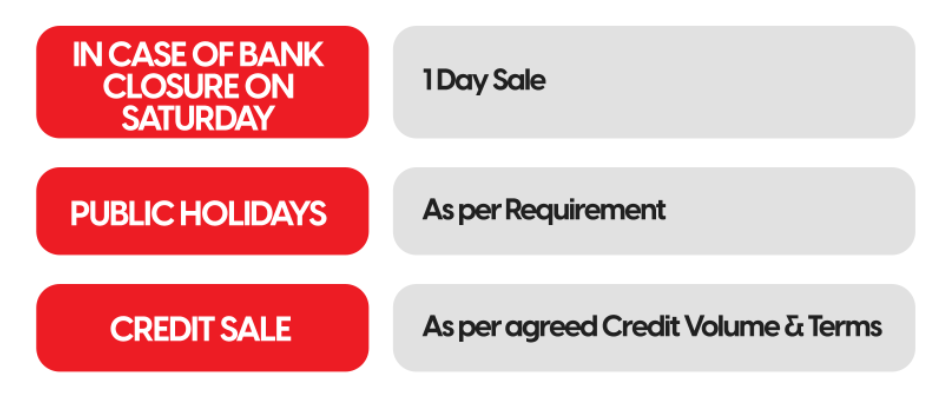 IN CASE OF BANK
CLOSURE ON
SATURDAY
1 Day Sale
PUBLIC HOLIDAYS
As per Requirement
CREDIT SALE
As per agreed Credit Volume & Terms